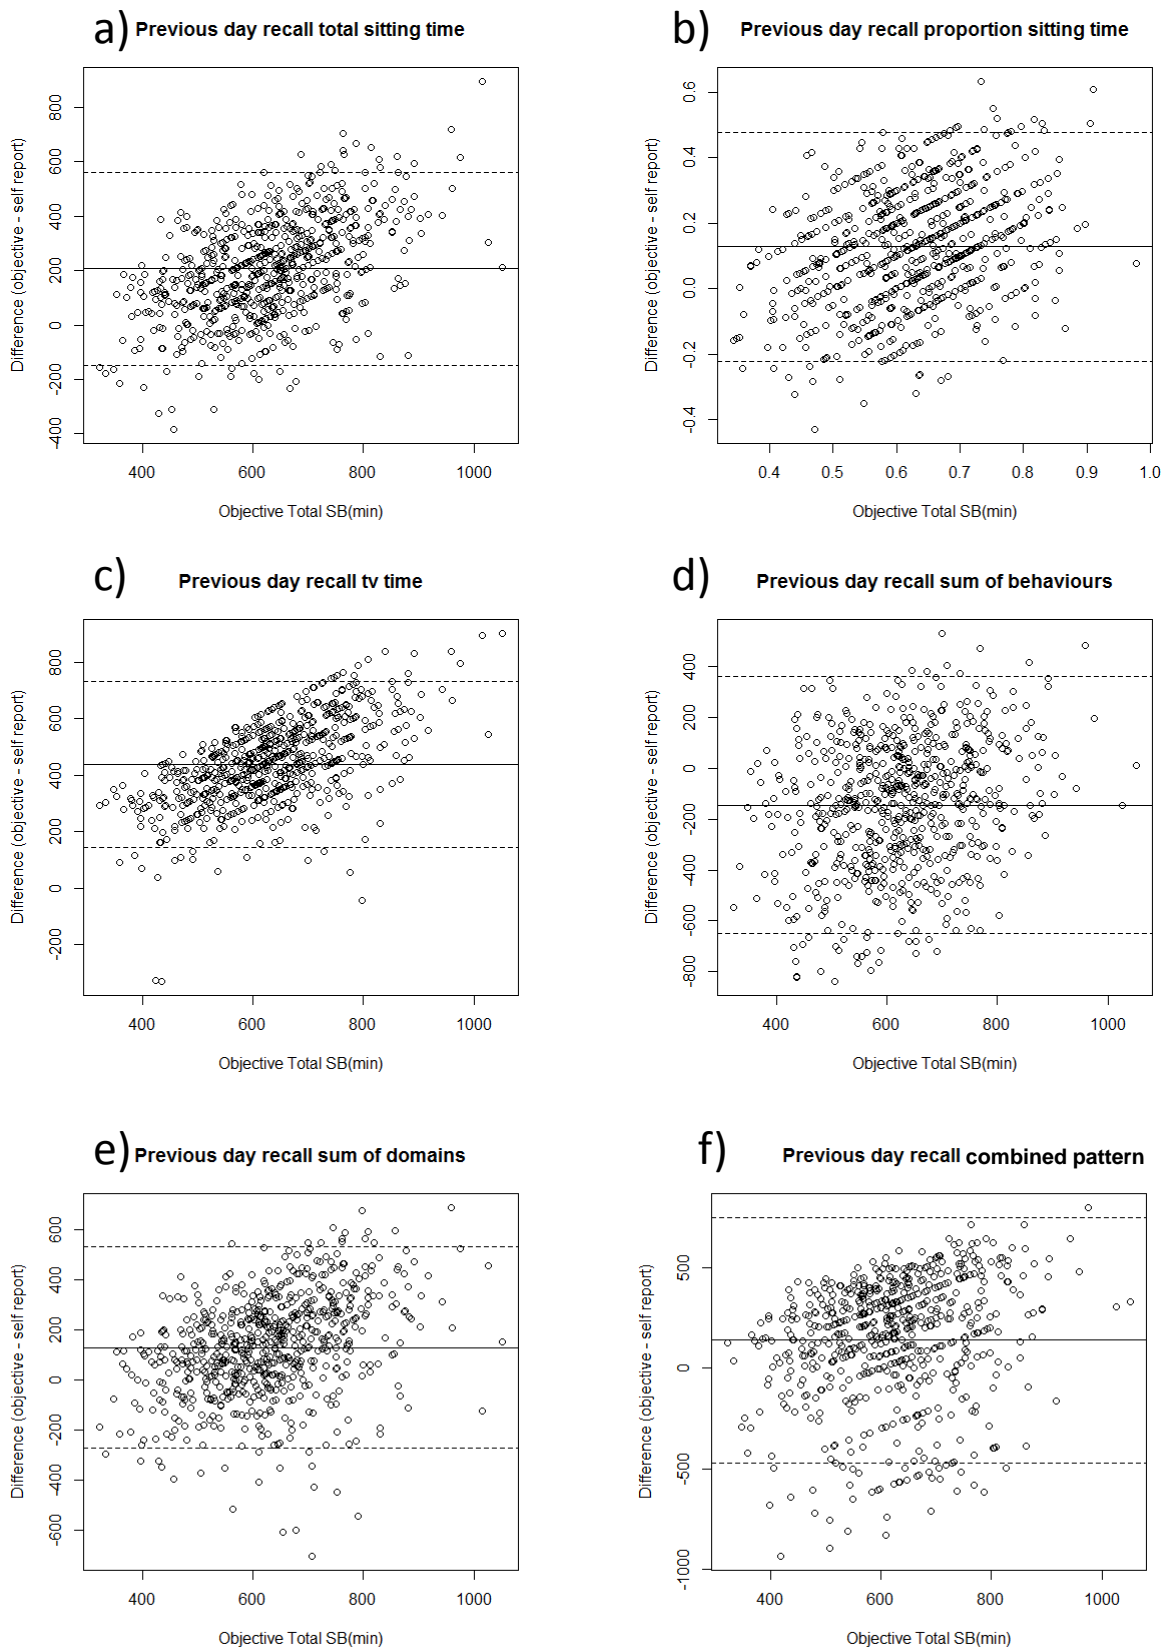 a) Previous day recall total sitting time
Difference (objective - self report)
800
600
400
200
0
-200
-400
400 600 800 1000
Objective Total SB(min)
b) Previous day recall proportion sitting time
Difference (objective - self report)
0.6
0.4
0.2
0.0
-0.2
-0.4
0.4 0.5 0.6 0.7 0.8 0.9 1.0
Objective Total SB(min)
c) Previous day recall tv time
Difference (objective - self report)
800
600
400
200
0
-200
400 600 800 1000
Objective Total SB(min)
d) Previous day recall sum of behaviours
Difference (objective - self report)
400
200
0
-200
-400
-600
-800
400 600 800 1000
Objective Total SB(min)
e) Previous day recall sum of domains
Difference (objective - self report)
600
400
200
0
-200
-400
-600
400 600 800 1000
Objective Total SB(min)
f) Previous day recall combined pattern
Difference (objective - self report)
500
0
-500
-1000
400 600 800 1000
Objective Total SB(min)